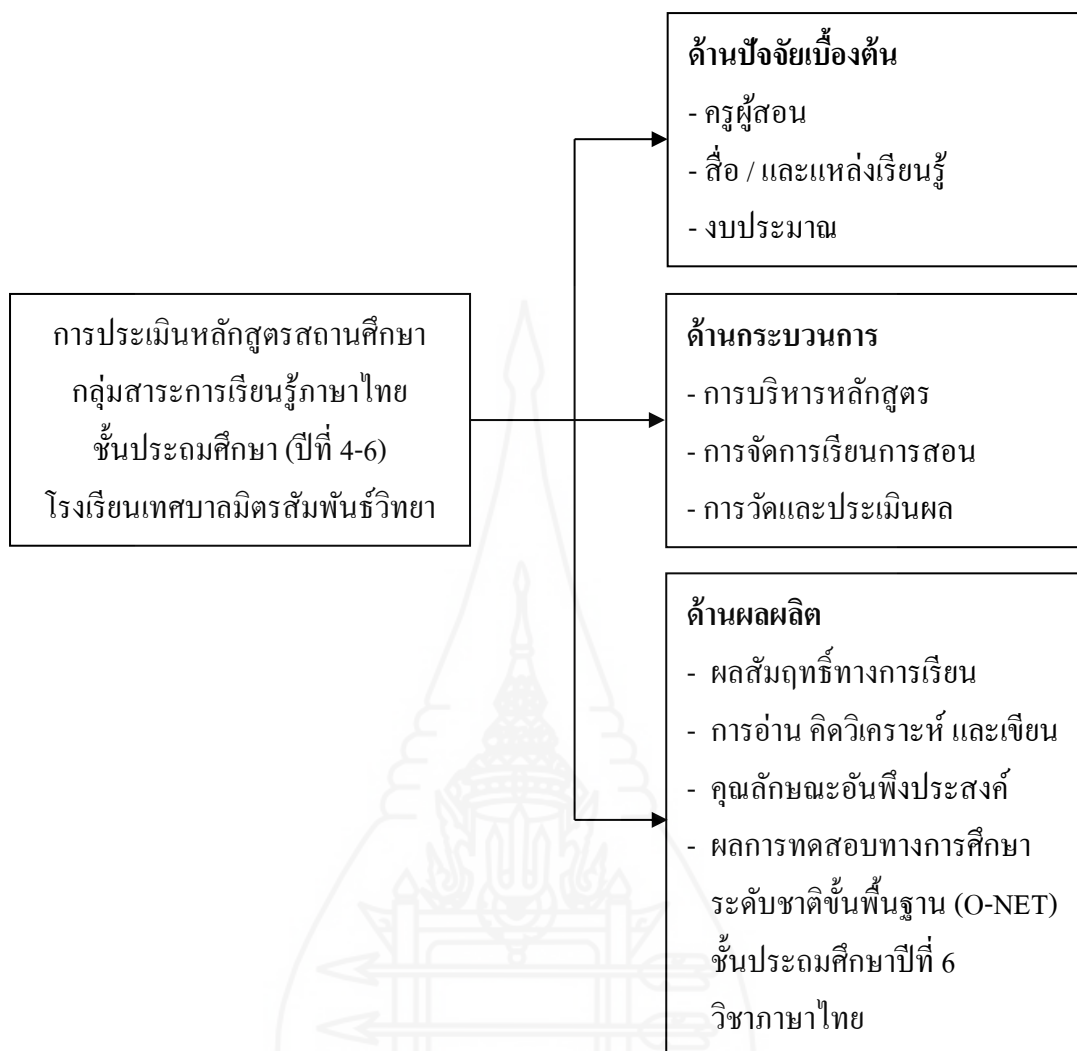 ด้านปัจจัยเบื้องต้น
- ครูผู้สอน
- สื่อ / และแหล่งเรียนรู้
- งบประมาณ
การประเมินหลักสูตรสถานศึกษา
กลุ่มสาระการเรียนรู้ภาษาไทย
ชั้นประถมศึกษา (ปีที่ 4-6)
โรงเรียนเทศบาลมิตรสัมพันธ์วิทยา
ด้านกระบวนการ
- การบริหารหลักสูตร
- การจัดการเรียนการสอน
- การวัดและประเมินผล
ด้านผลผลิต
- ผลสัมฤทธิ์ทางการเรียน
- การอ่าน คิดวิเคราะห์ และเขียน
- คุณลักษณะอันพึงประสงค์
- ผลการทดสอบทางการศึกษา
ระดับชาติขั้นพื้นฐาน (O-NET)
ชั้นประถมศึกษาปีที่ 6
วิชาภาษาไทย